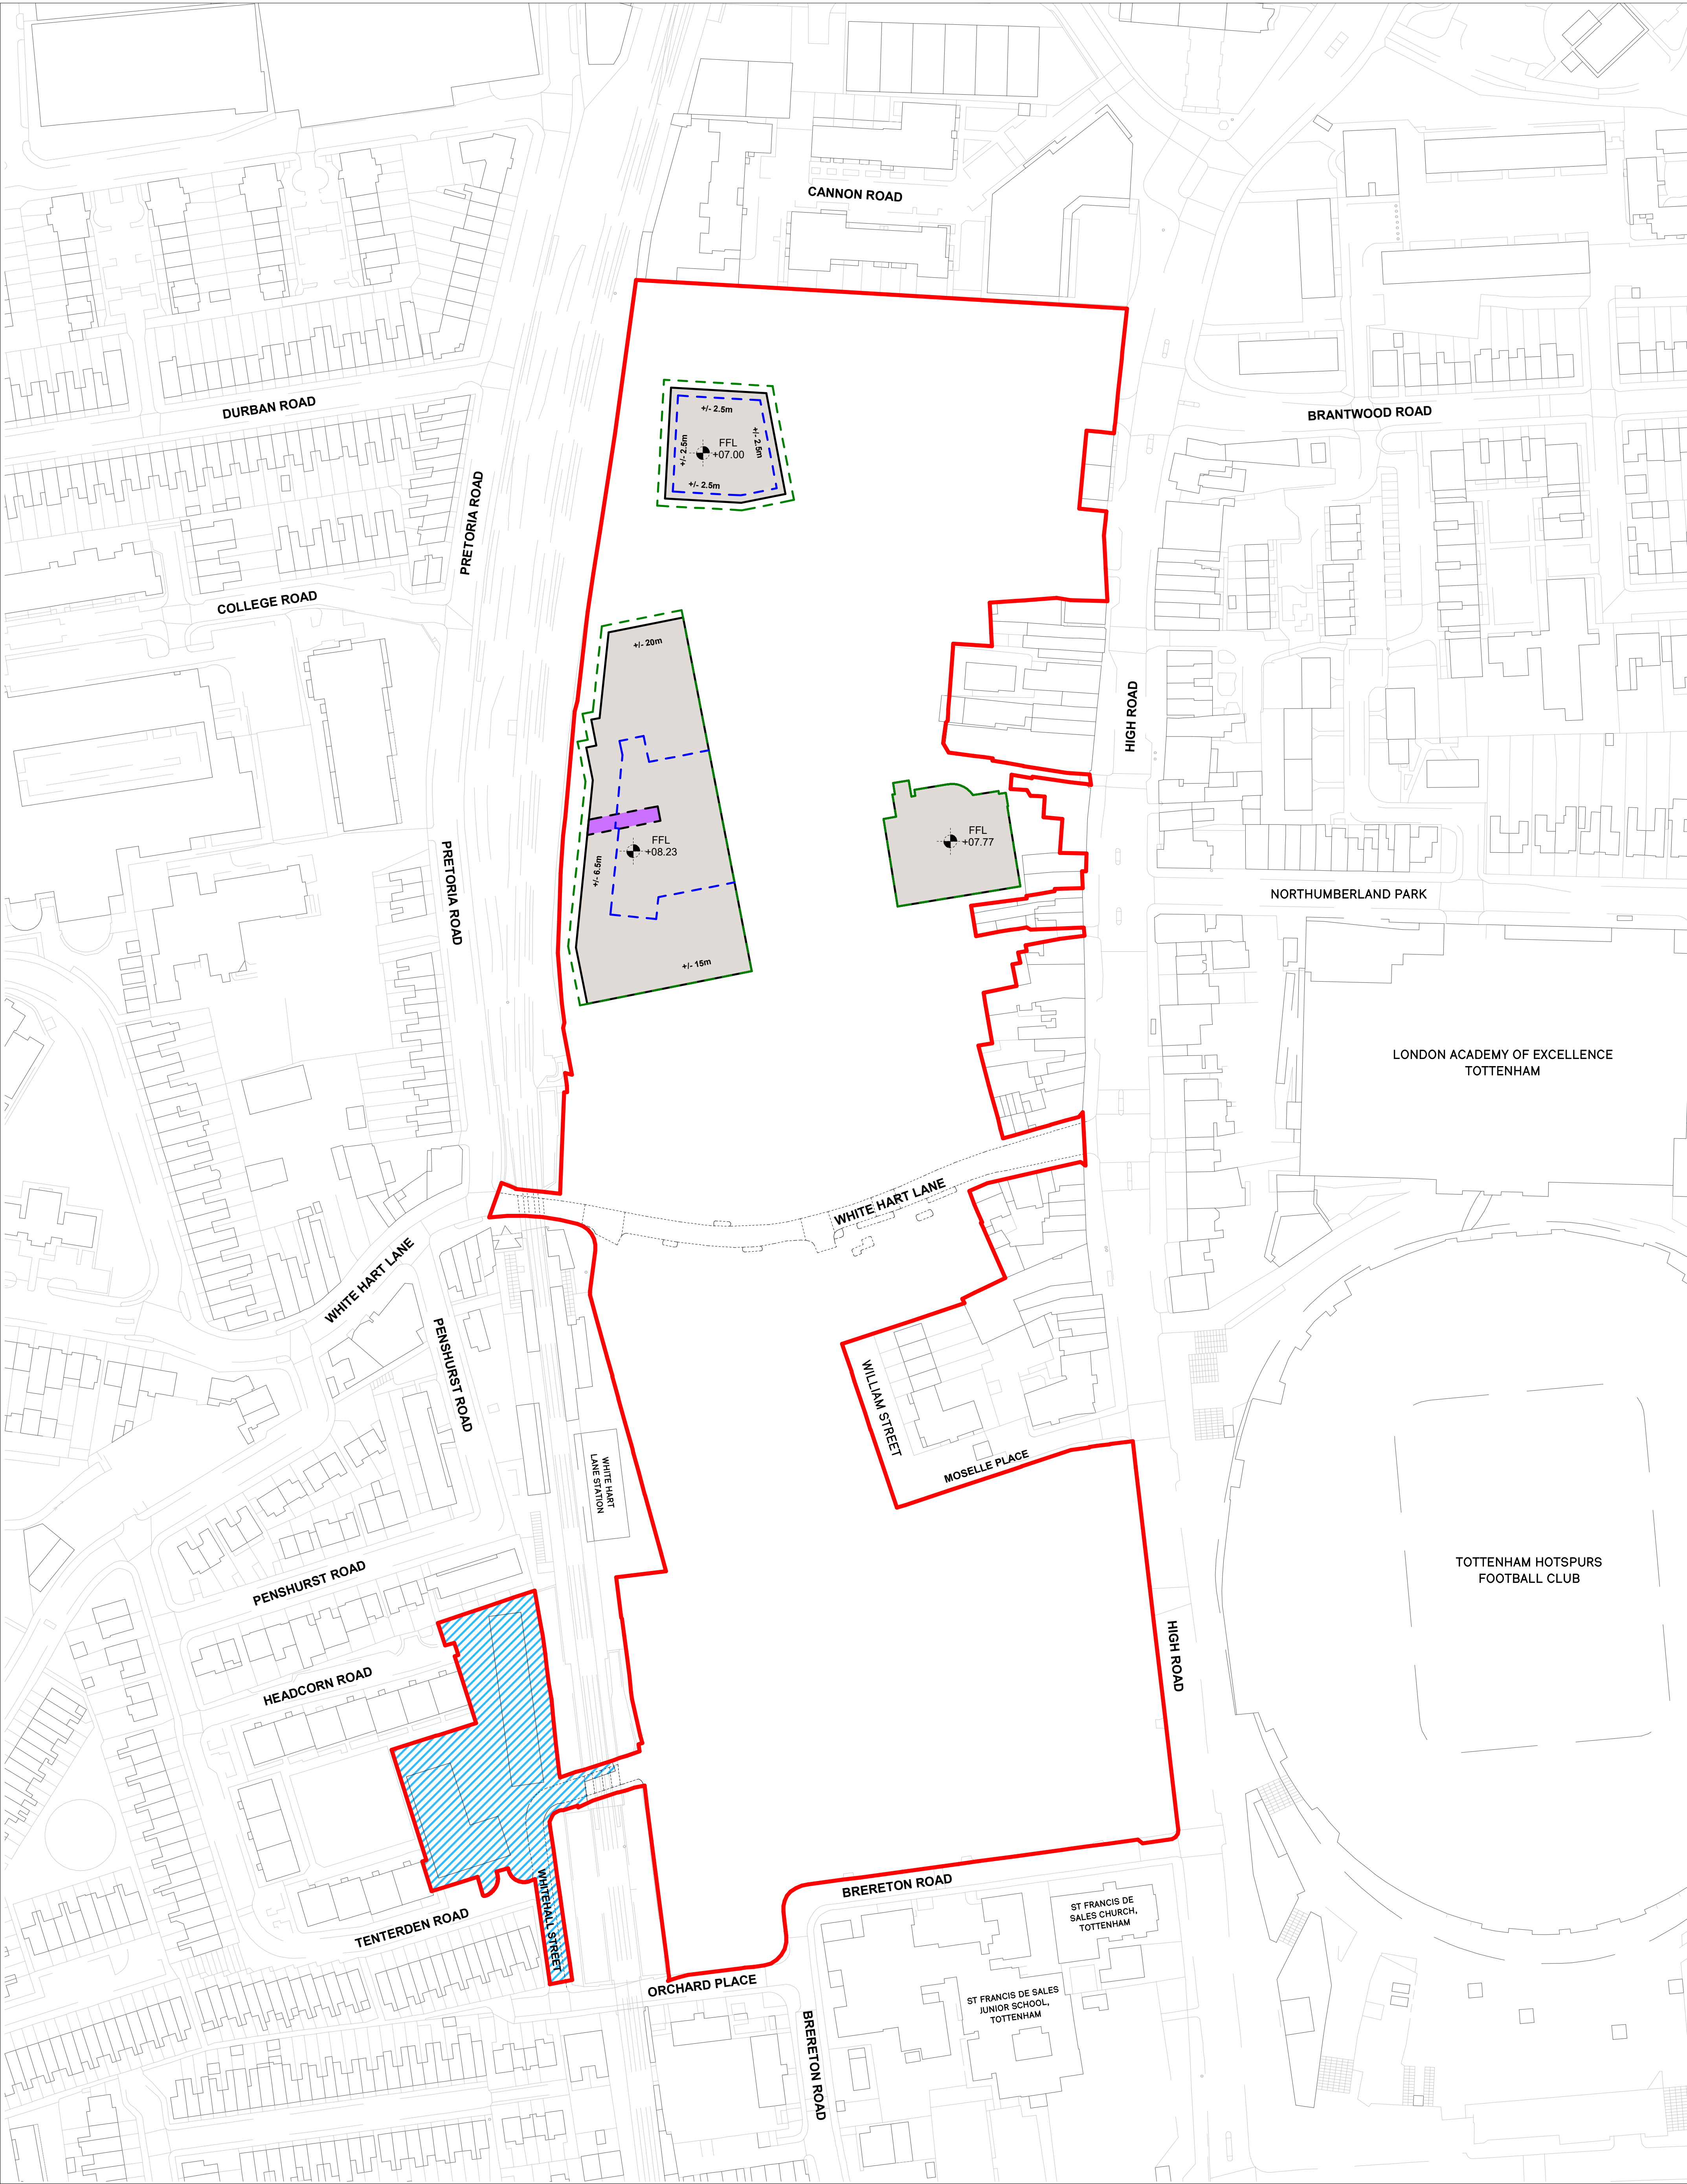 CANNON ROAD
DURBAN ROAD
BRANTWOOD ROAD
+/- 2.5m
+/- 2.5m
+/- 2.5m
FFL
+07.00
+/- 2.5m
PRETORIA ROAD
COLLEGE ROAD
+/- 20m
HIGH ROAD
FFL
+08.23
FFL
+07.77
+/- 6.5m
PRETORIA ROAD
NORTHUMBERLAND PARK
+/- 15m
LONDON ACADEMY OF EXCELLENCE
TOTTENHAM
WHITE HART LANE
WHITE HART LANE
PENSHURST ROAD
WILLIAM STREET
MOSELLE PLACE
WHITE HART
LANE STATION
TOTTENHAM HOTSPURS
FOOTBALL CLUB
PENSHURST ROAD
HEADCORN ROAD
HIGH ROAD
BRERETON ROAD
WHITEHALL STREET
TENTERDEN ROAD
ST FRANCIS DE
SALES CHURCH,
TOTTENHAM
ORCHARD PLACE
ST FRANCIS DE SALES
JUNIOR SCHOOL,
TOTTENHAM
BRERETON ROAD